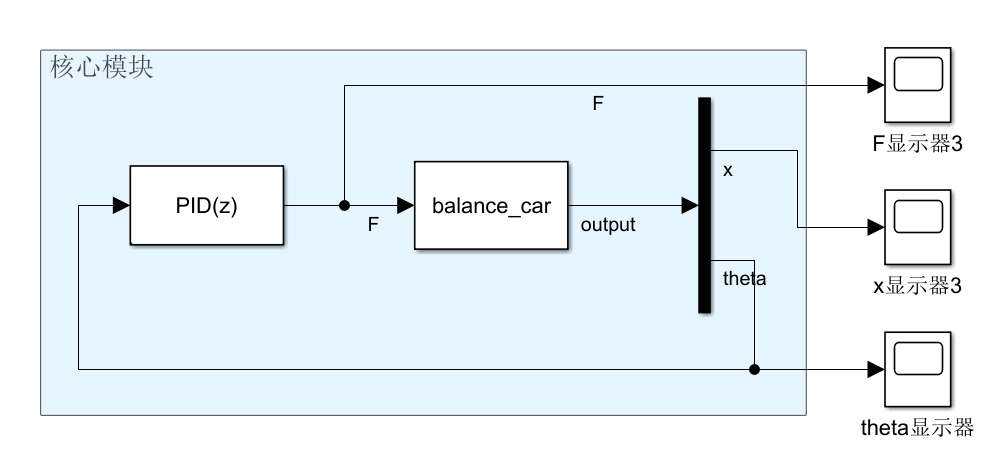 核心模块
F
F显示器3
x
PID(z)
F
balance_car
output
x显示器3
theta
theta显示器